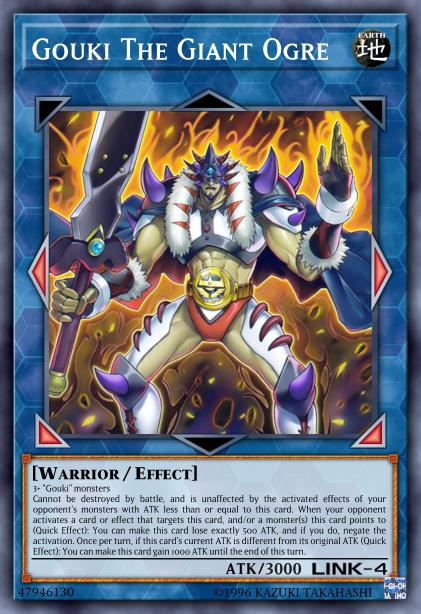 GOUKI THE GIANT OGRE
EARTH
地
[WARRIOR / EFFECT]
3+ "Gouki" monsters
Cannot be destroyed by battle, and is unaffected by the activated effects of your
opponent's monsters with ATK less than or equal to this card. When your opponent
activates a card or effect that targets this card, and/or a monster(s) this card points to
(Quick Effect): You can make this card lose exactly 500 ATK, and if you do, negate the
activation. Once per turn, if this card's current ATK is different from its original ATK (Quick
Effect): You can make this card gain 1000 ATK until the end of this turn.
ATK/3000 LINK-4
47946130 ©1996 KAZUKI TAKAHASHI